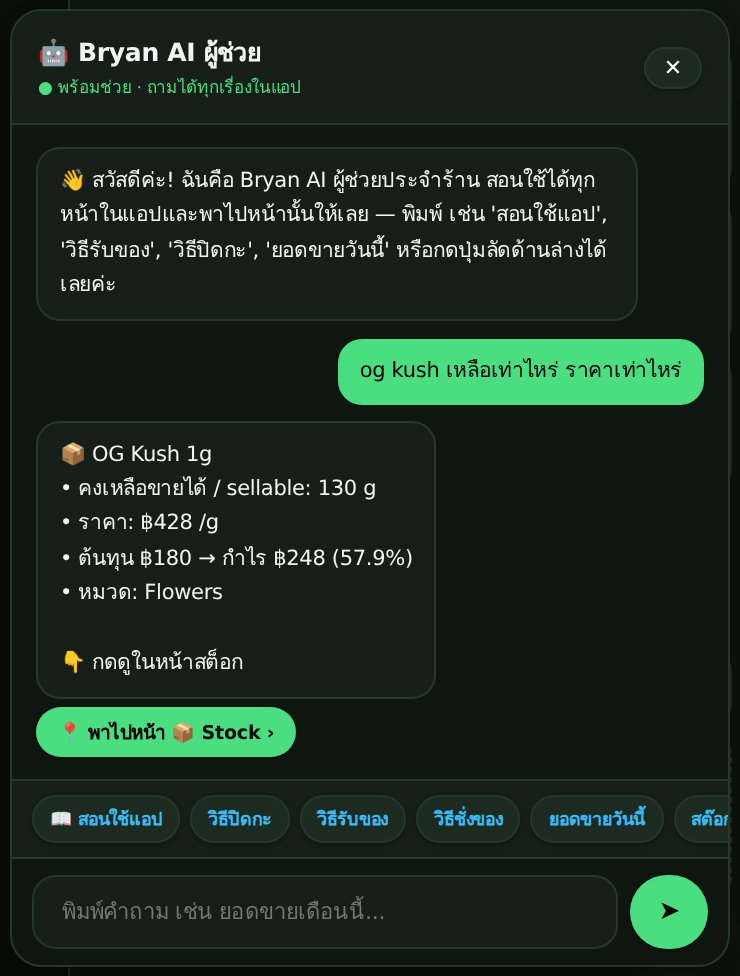 🤖 Bryan AI ผู้ช่วย
พร้อมช่วย · ถามได้ทุกเรื่องในแอป
✕
👋 สวัสดีค่ะ! ฉันคือ Bryan AI ผู้ช่วยประจำร้าน สอนใช้ได้ทุก
หน้าในแอปและพาไปหน้านั้นให้เลย — พิมพ์ เช่น 'สอนใช้แอป',
'วิธีรับของ', 'วิธีปิดกะ', 'ยอดขายวันนี้' หรือกดปุ่มลัดด้านล่างได้
เลยค่ะ
og kush เหลือเท่าไหร่ ราคาเท่าไหร่
📦 OG Kush 1g
• คงเหลือขายได้ / sellable: 130 g
• ราคา: ฿428 /g
• ต้นทุน ฿180 → กำไร ฿248 (57.9%)
• หมวด: Flowers
👇 กดดูในหน้าสต็อก
📍 พาไปหน้า 📦 Stock ›
📖 สอนใช้แอป วิธีปิดกะ วิธีรับของ วิธีชั่งของ ยอดขายวันนี้ สต๊อก
พิมพ์คำถาม เช่น ยอดขายเดือนนี้...
➤